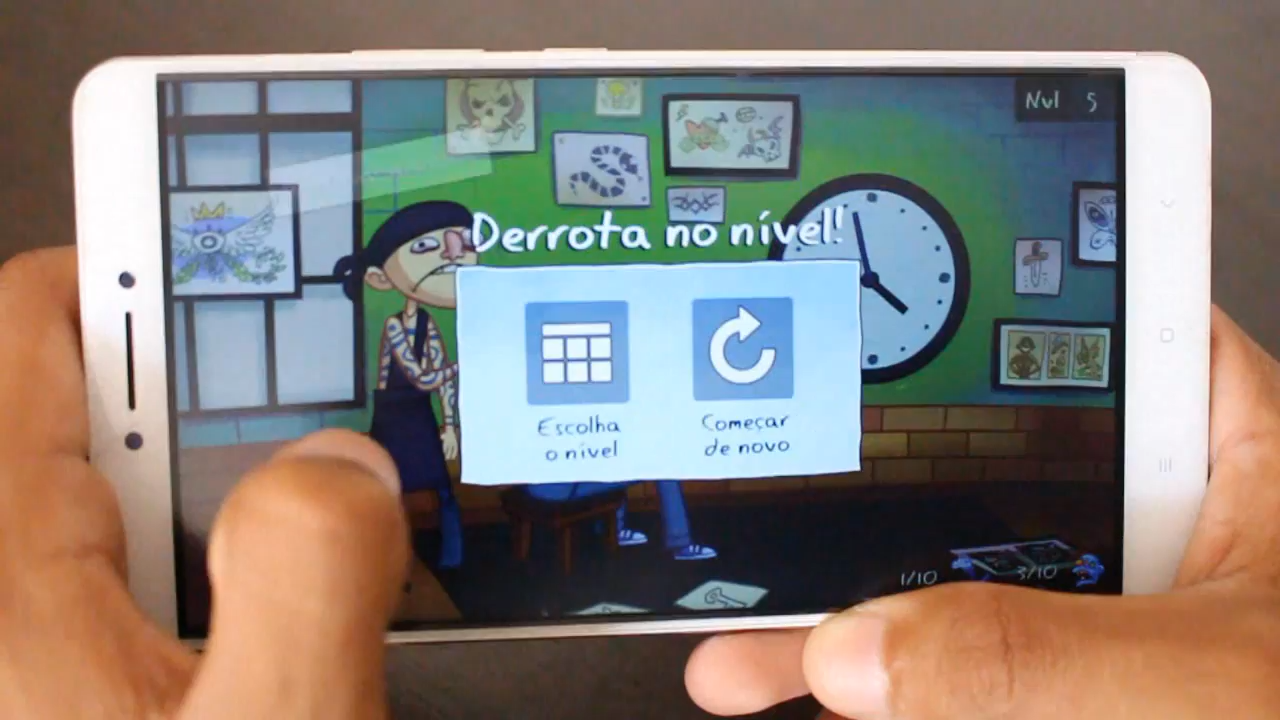 Nvl 5
Derrota no nível!
Escolha
o nível
Começar
de novo
1/10
3/10